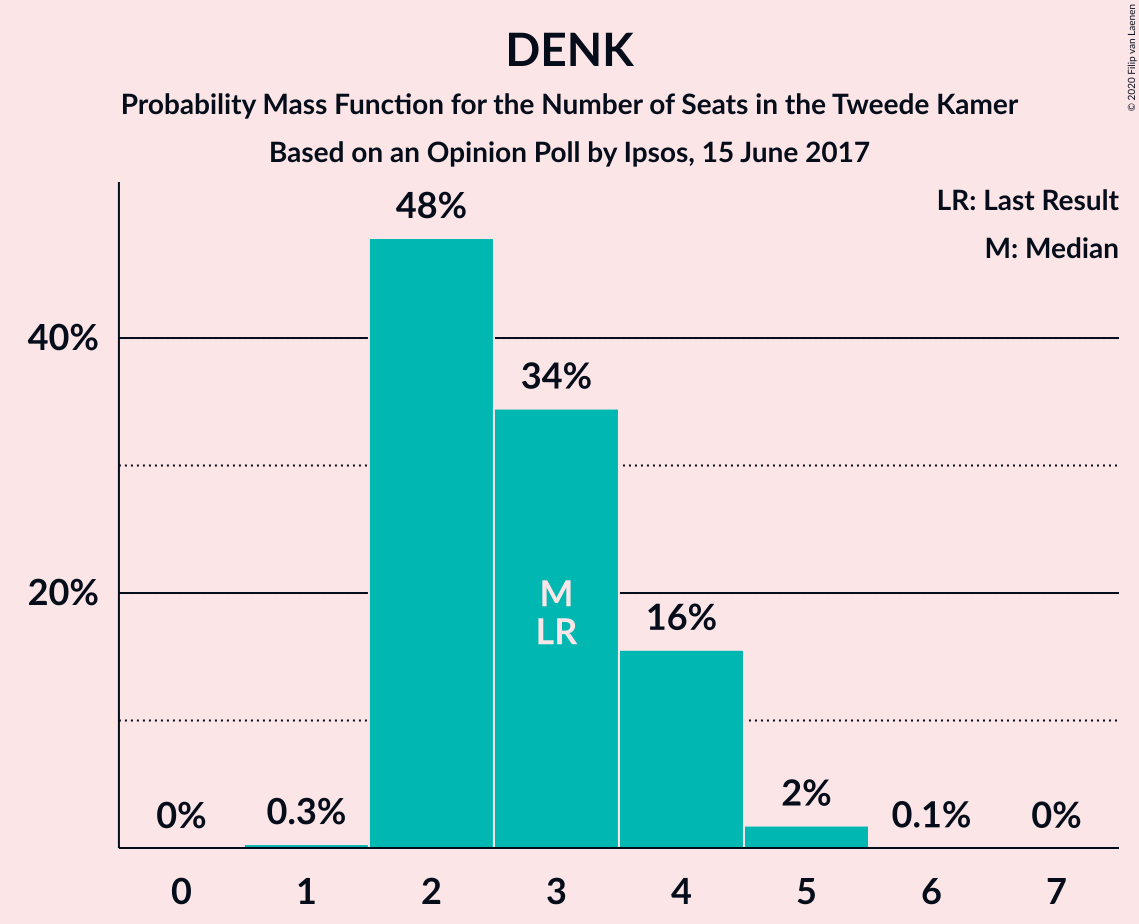 DENK
Probability Mass Function for the Number of Seats in the Tweede Kamer
Based on an Opinion Poll by Ipsos, 15 June 2017
© 2020 Filip van Laenen
LR: Last Result
M: Median
48%
40%
34%
M
LR
20%
16%
0%
0.3%
2%
0.1%
0%
0 1 2 3 4 5 6 7